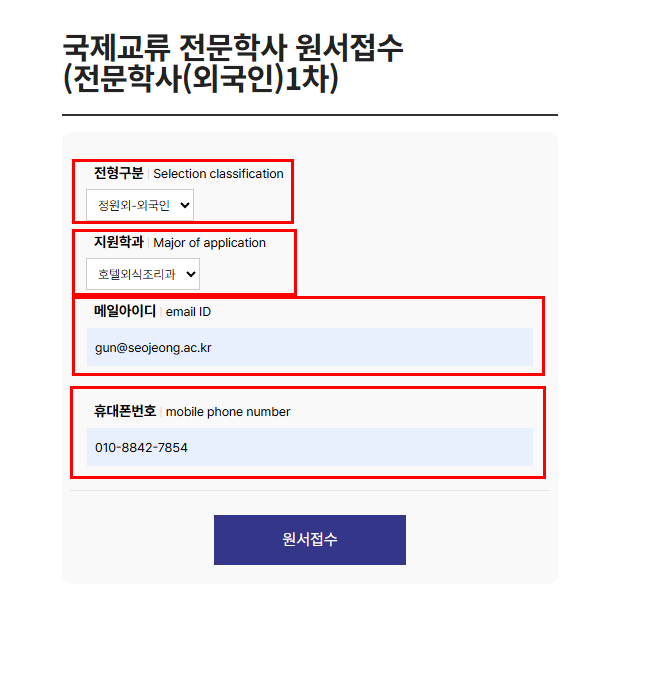 국제교류 전문학사 원서접수
(전문학사(외국인)1차)
전형구분 | Selection classification
정원외-외국인
지원학과 | Major of application
호텔외식조리과
메일아이디 | email ID
gun@seojeong.ac.kr
휴대폰번호 | mobile phone number
010-8842-7854
원서접수